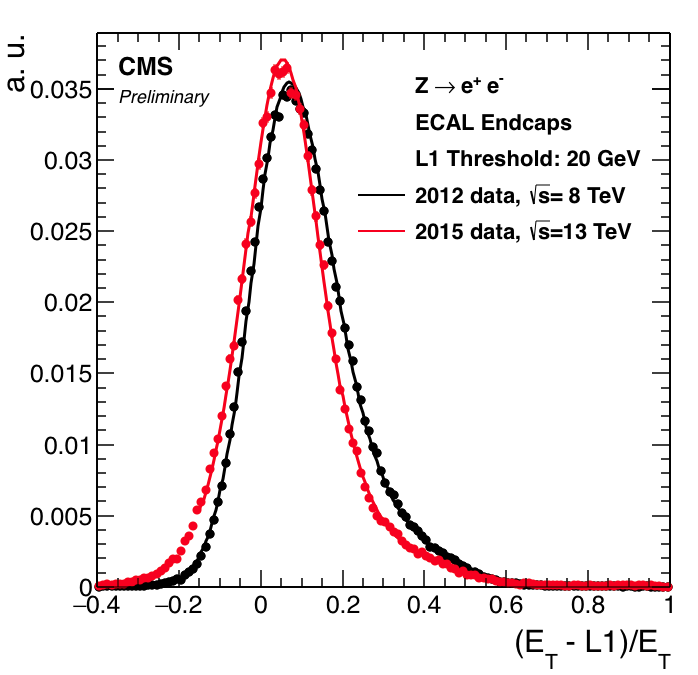 a. u.
CMS
Preliminary
Z → e⁺ e⁻
ECAL Endcaps
L1 Threshold: 20 GeV
2012 data, √s= 8 TeV
2015 data, √s=13 TeV
0.035
0.03
0.025
0.02
0.015
0.01
0.005
0
−0.4 −0.2 0 0.2 0.4 0.6 0.8 1
(E_T - L1)/E_T